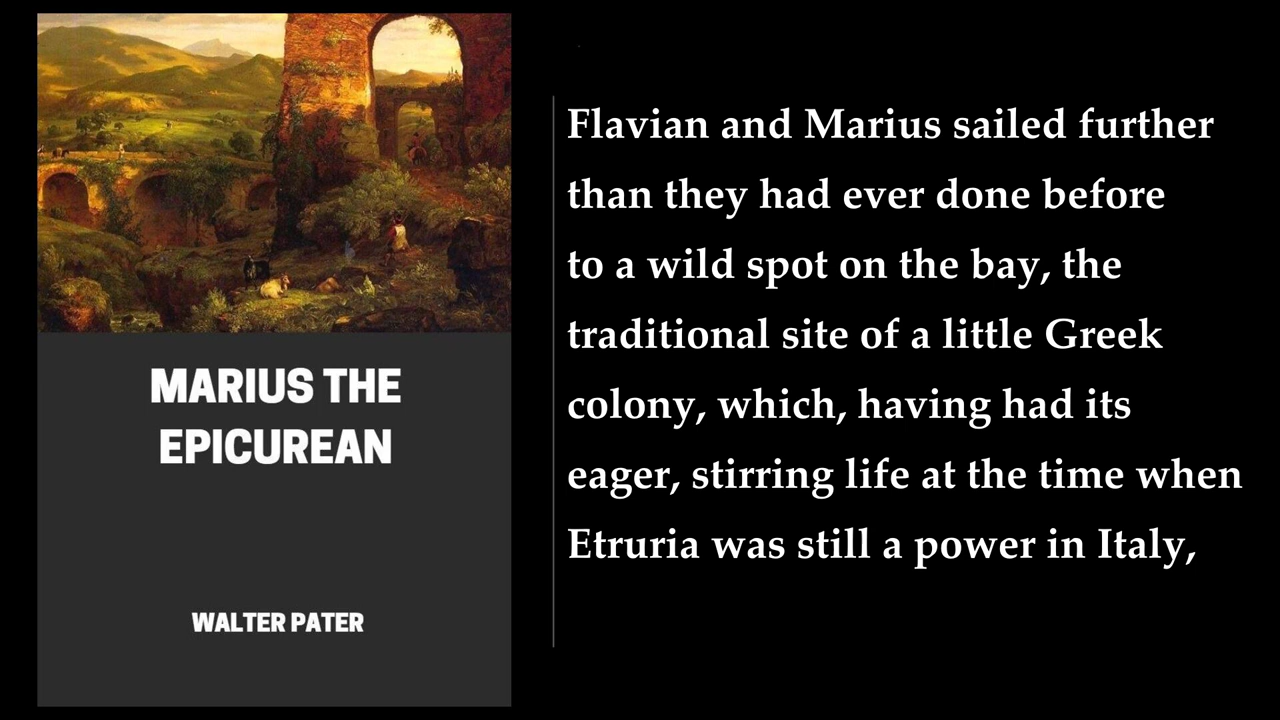 MARIUS THE
EPICUREAN
WALTER PATER
Flavian and Marius sailed further
than they had ever done before
to a wild spot on the bay, the
traditional site of a little Greek
colony, which, having had its
eager, stirring life at the time when
Etruria was still a power in Italy,